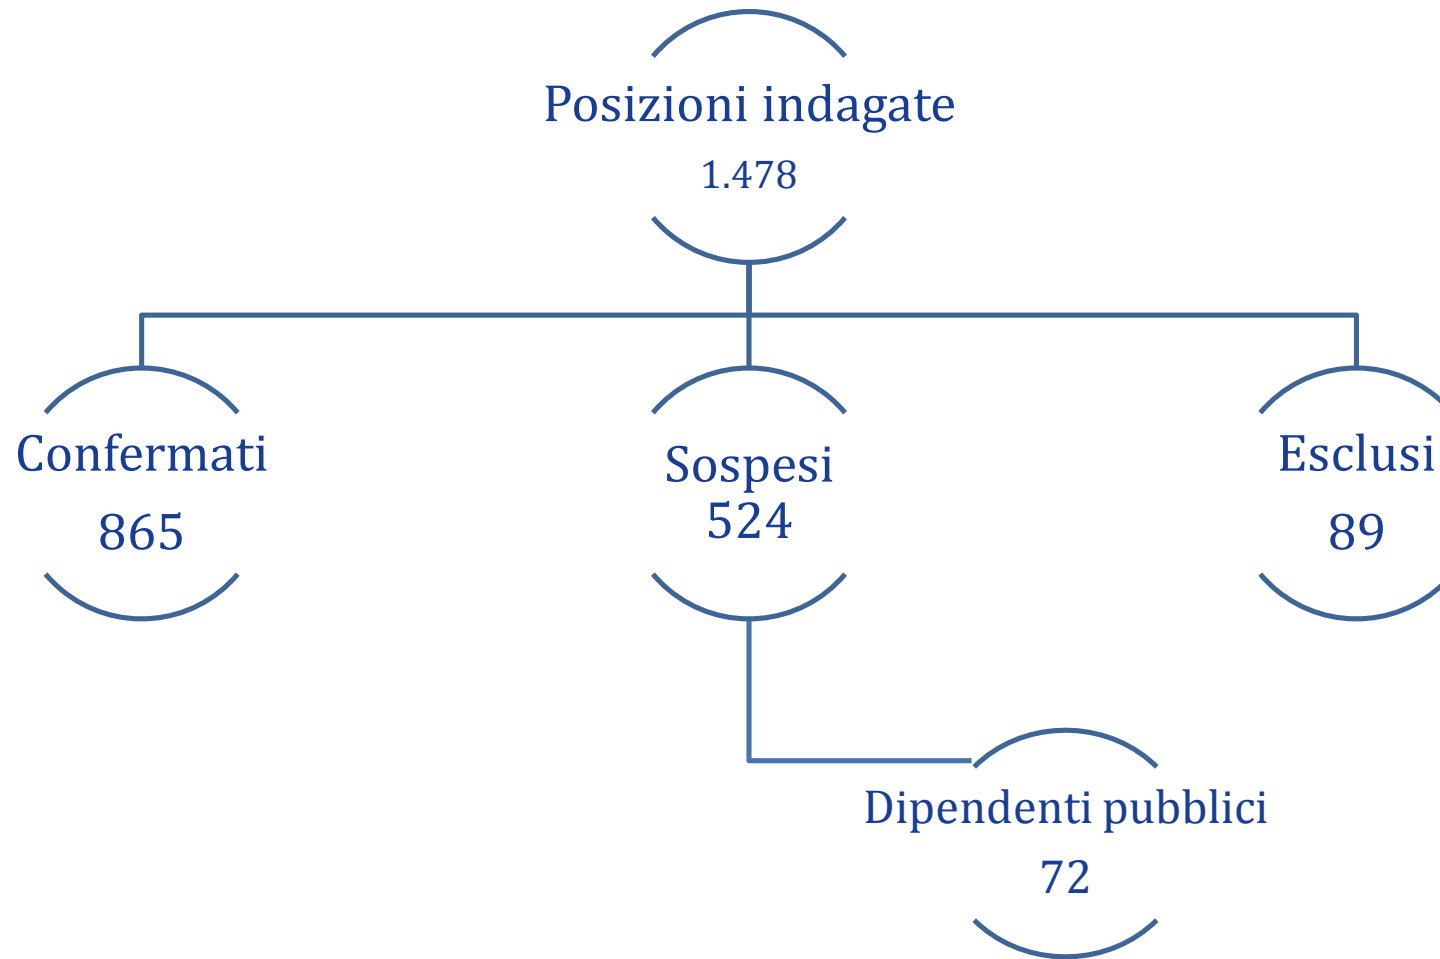 Posizioni indagate
1.478
Confermati
865
Sospesi
524
Esclusi
89
Dipendenti pubblici
72